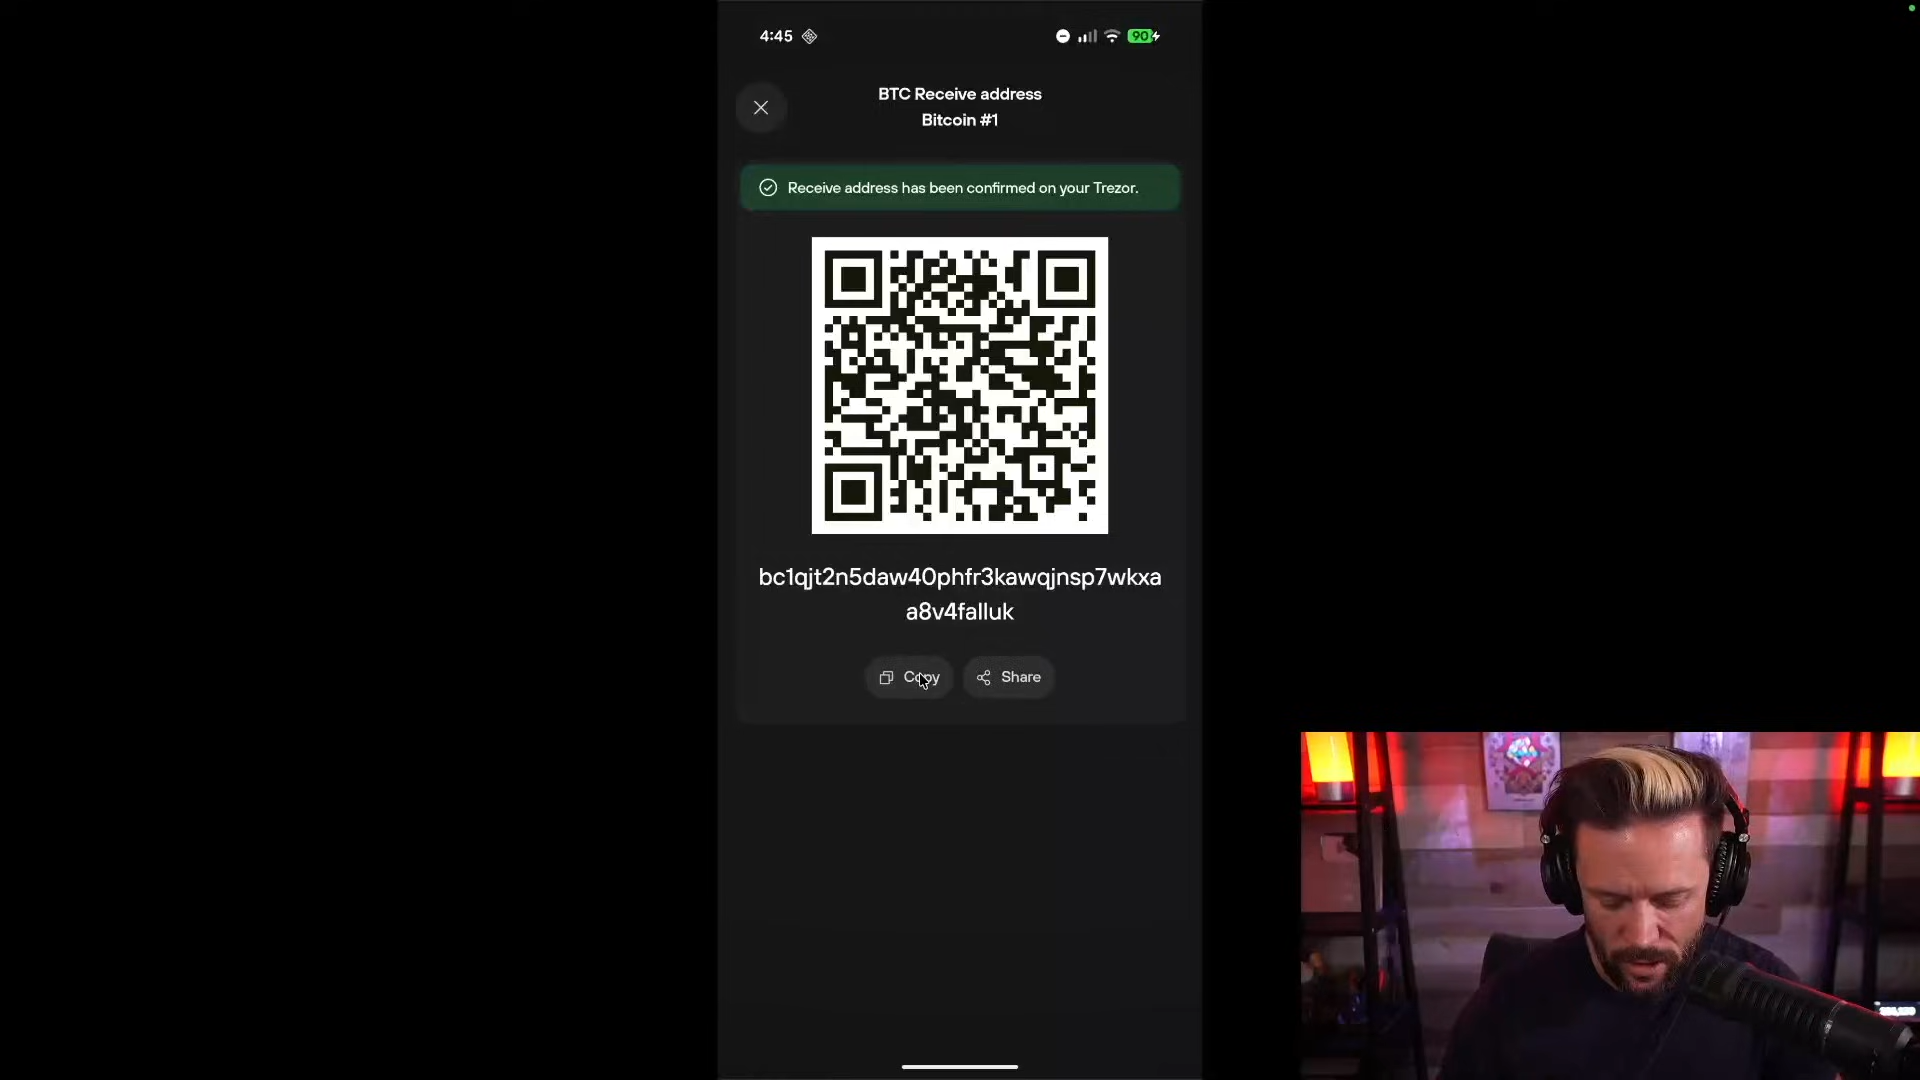 4:45
90
BTC Receive address
Bitcoin #1
Receive address has been confirmed on your Trezor.
bc1qjt2n5daw40phfr3kawqjnsp7wkxa
a8v4falluk
Copy
Share